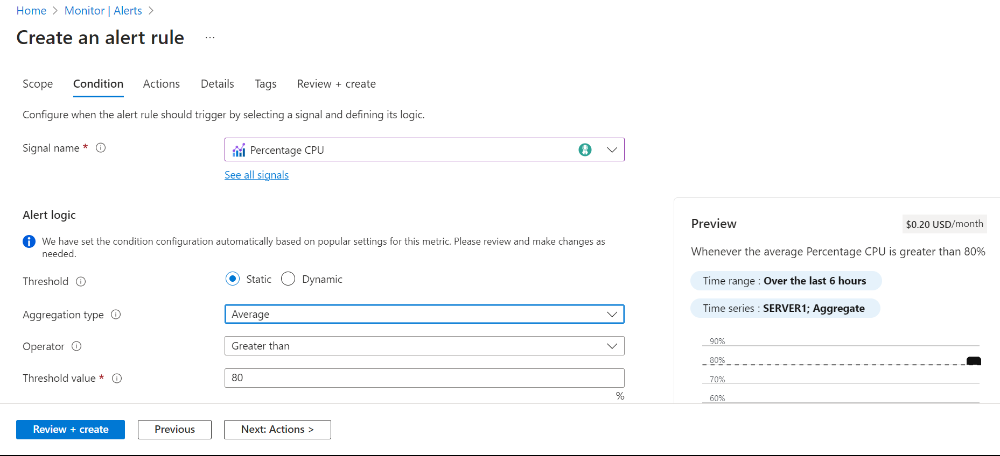 Home > Monitor | Alerts >
Create an alert rule ...
Scope Condition Actions Details Tags Review + create
Configure when the alert rule should trigger by selecting a signal and defining its logic.
Signal name *
Percentage CPU
See all signals
Alert logic
We have set the condition configuration automatically based on popular settings for this metric. Please review and make changes as
needed.
Threshold
Static Dynamic
Aggregation type
Average
Operator
Greater than
Threshold value *
80
%
Preview
$0.20 USD/month
Whenever the average Percentage CPU is greater than 80%
Time range : Over the last 6 hours
Time series : SERVER1; Aggregate
90%
80%
70%
60%
Review + create
Previous
Next: Actions >